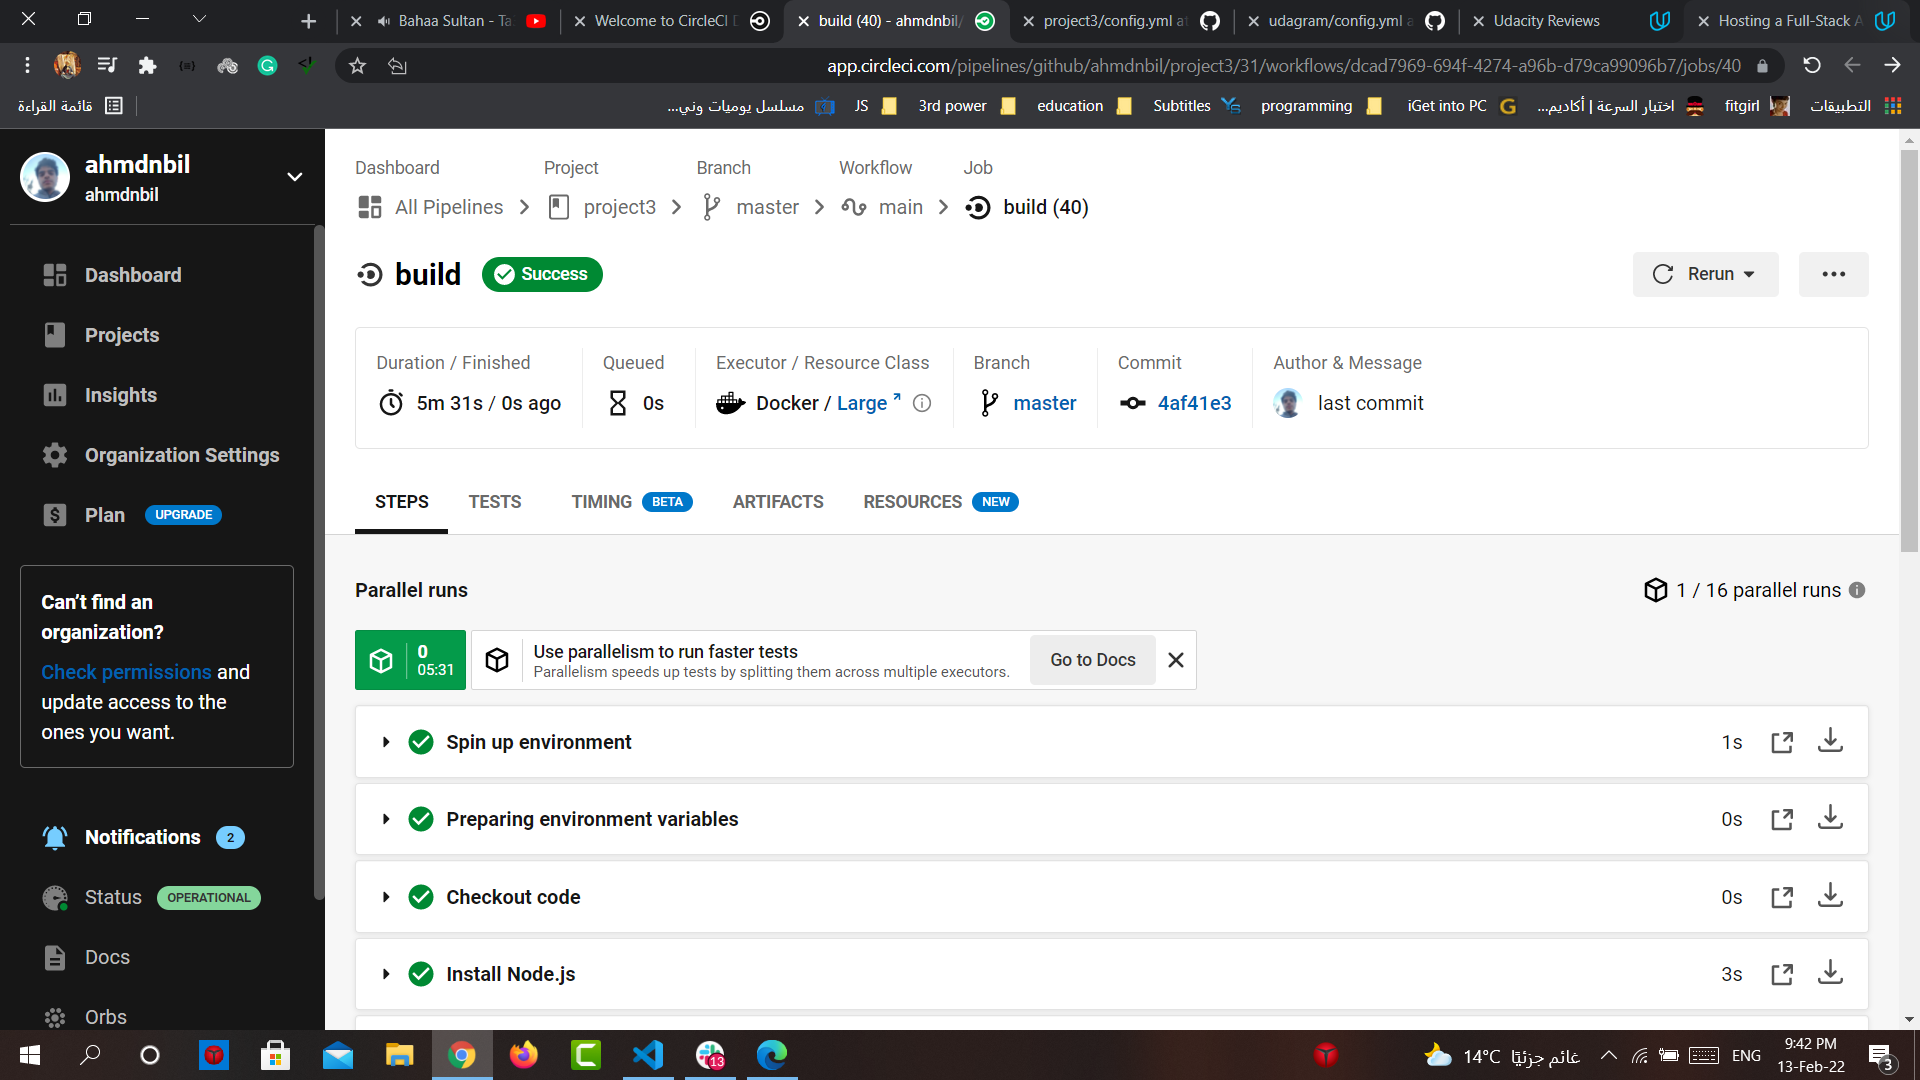 Bahaa Sultan - Ta
Welcome to CircleCI D
build (40) - ahmdnbil/
project3/config.yml at
udagram/config.yml a
Udacity Reviews
Hosting a Full-Stack A
app.circleci.com/pipelines/github/ahmdnbil/project3/31/workflows/dcad7969-694f-4274-a96b-d79ca99096b7/jobs/40
قائمة القراءة
مسلسل يوميات وني...
JS
3rd power
education
Subtitles
programming
iGet into PC
اختبار السرعة | أكاديم...
fitgirl
التطبيقات
ahmdnbil
ahmdnbil
Dashboard
Projects
Insights
Organization Settings
Plan UPGRADE
Can't find an
organization?
Check permissions and
update access to the
ones you want.
Notifications 2
Status OPERATIONAL
Docs
Orbs
Dashboard Project Branch Workflow Job
All Pipelines project3 master main build (40)
build Success
Rerun
Duration / Finished Queued Executor / Resource Class Branch Commit Author & Message
5m 31s / 0s ago 0s Docker / Large master 4af41e3 last commit
STEPS TESTS TIMING BETA ARTIFACTS RESOURCES NEW
Parallel runs
1 / 16 parallel runs
0
05:31
Use parallelism to run faster tests
Parallelism speeds up tests by splitting them across multiple executors.
Go to Docs
Spin up environment 1s
Preparing environment variables 0s
Checkout code 0s
Install Node.js 3s
13
14°C غائم جزئيًا
ENG
9:42 PM
13-Feb-22
3